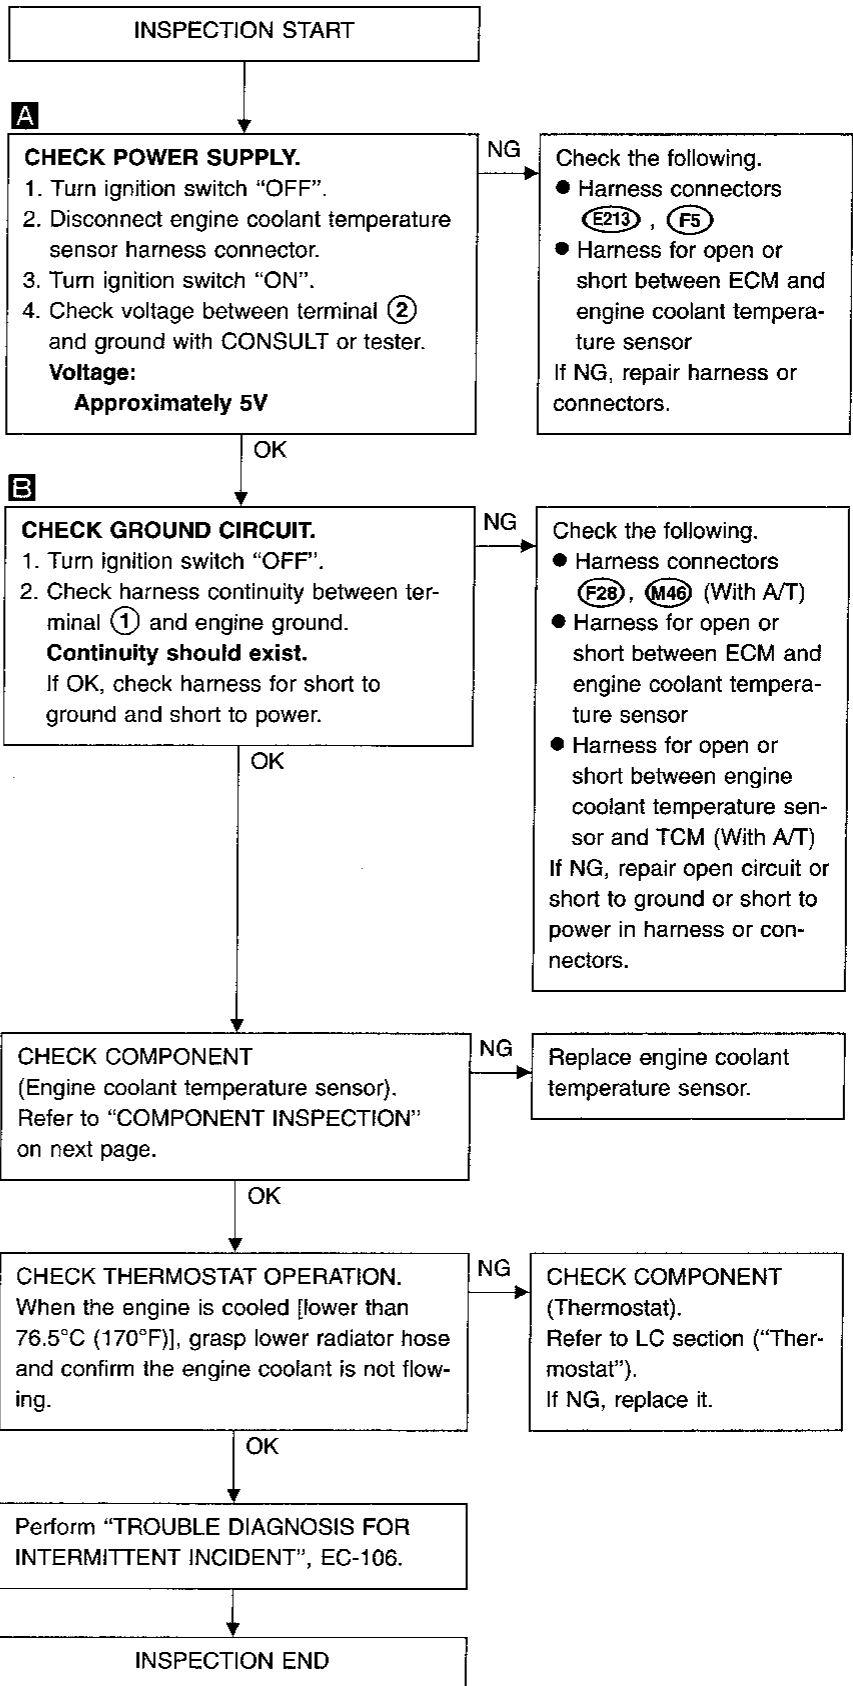 INSPECTION START
A
CHECK POWER SUPPLY.
1. Turn ignition switch “OFF”.
2. Disconnect engine coolant temperature
sensor harness connector.
3. Turn ignition switch “ON”.
4. Check voltage between terminal ②
and ground with CONSULT or tester.
Voltage:
Approximately 5V
NG
Check the following.
● Harness connectors
E213 , F5
● Harness for open or
short between ECM and
engine coolant tempera-
ture sensor
If NG, repair harness or
connectors.
OK
B
CHECK GROUND CIRCUIT.
1. Turn ignition switch “OFF”.
2. Check harness continuity between ter-
minal ① and engine ground.
Continuity should exist.
If OK, check harness for short to
ground and short to power.
NG
Check the following.
● Harness connectors
F28, M46 (With A/T)
● Harness for open or
short between ECM and
engine coolant tempera-
ture sensor
● Harness for open or
short between engine
coolant temperature sen-
sor and TCM (With A/T)
If NG, repair open circuit or
short to ground or short to
power in harness or con-
nectors.
OK
CHECK COMPONENT
(Engine coolant temperature sensor).
Refer to “COMPONENT INSPECTION”
on next page.
NG
Replace engine coolant
temperature sensor.
OK
CHECK THERMOSTAT OPERATION.
When the engine is cooled [lower than
76.5°C (170°F)], grasp lower radiator hose
and confirm the engine coolant is not flow-
ing.
NG
CHECK COMPONENT
(Thermostat).
Refer to LC section (“Ther-
mostat”).
If NG, replace it.
OK
Perform “TROUBLE DIAGNOSIS FOR
INTERMITTENT INCIDENT”, EC-106.
INSPECTION END